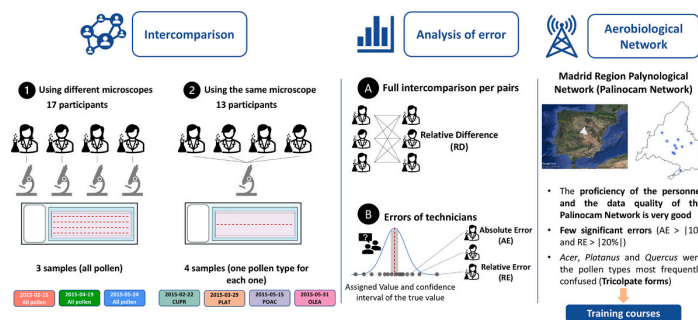 Intercomparison
1 Using different microscopes
17 participants
2 Using the same microscope
13 participants
3 samples (all pollen)
4 samples (one pollen type for
each one)
2015-02-15
All pollen
2015-04-19
All pollen
2015-05-24
All pollen
2015-02-22
CUPR
2015-03-29
PLAT
2015-05-15
POAC
2015-05-31
OLEA
Analysis of error
A Full intercomparison per pairs
Relative Difference
(RD)
B Errors of technicians
Absolute Error
(AE)
Relative Error
(RE)
Assigned Value and confidence
interval of the true value
Aerobiological
Network
Madrid Region Palynological
Network (Palinocam Network)
• The proficiency of the personne
and the data quality of the
Palinocam Network is very good
• Few significant errors (AE > |10
and RE > |20%|)
• Acer, Platanus and Quercus wer
the pollen types most frequentl
confused (Tricolpate forms)
Training courses